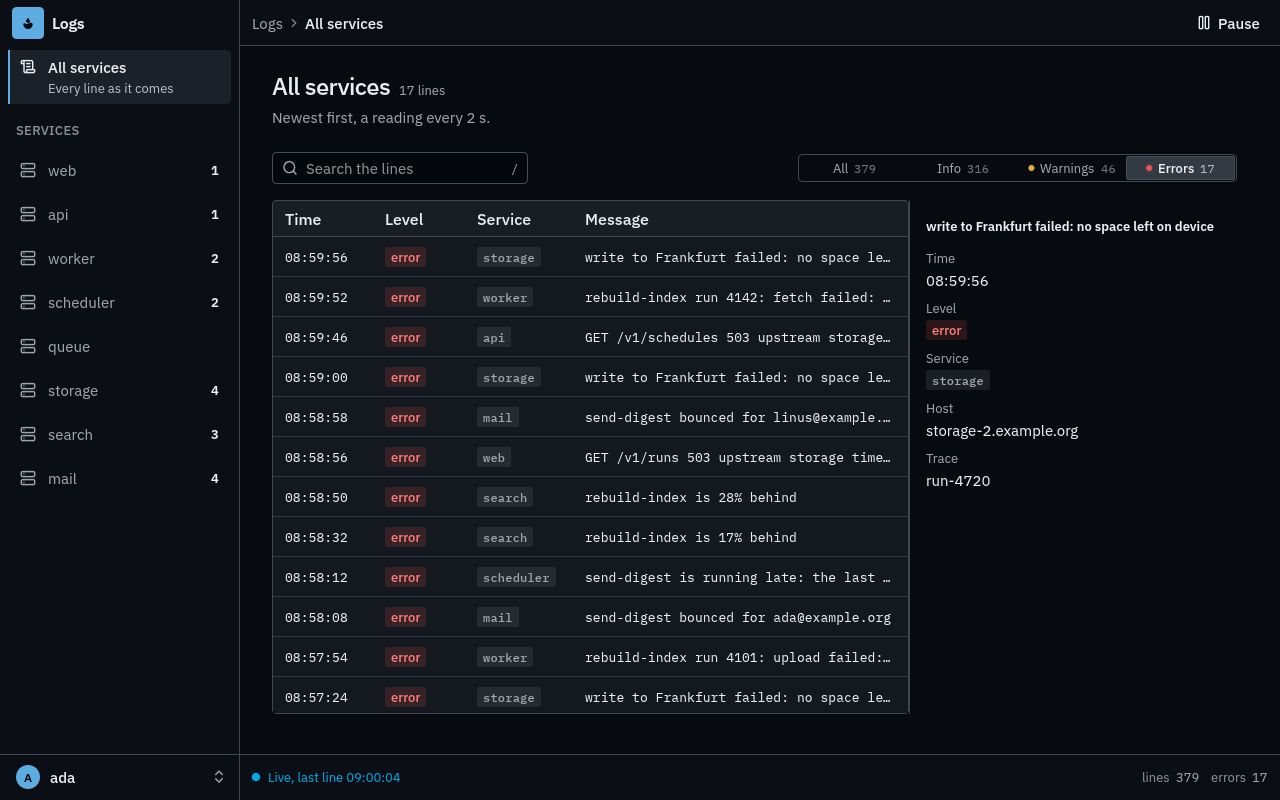 Logs
All services
Every line as it comes
SERVICES
web 1
api 1
worker 2
scheduler 2
queue
storage 4
search 3
mail 4
A ada
Logs > All services
Pause
All services 17 lines
Newest first, a reading every 2 s.
Search the lines /
All 379 Info 316 Warnings 46 Errors 17
Time Level Service Message
08:59:56 error storage write to Frankfurt failed: no space le…
08:59:52 error worker rebuild-index run 4142: fetch failed: …
08:59:46 error api GET /v1/schedules 503 upstream storage…
08:59:00 error storage write to Frankfurt failed: no space le…
08:58:58 error mail send-digest bounced for linus@example.…
08:58:56 error web GET /v1/runs 503 upstream storage time…
08:58:50 error search rebuild-index is 28% behind
08:58:32 error search rebuild-index is 17% behind
08:58:12 error scheduler send-digest is running late: the last …
08:58:08 error mail send-digest bounced for ada@example.org
08:57:54 error worker rebuild-index run 4101: upload failed:…
08:57:24 error storage write to Frankfurt failed: no space le…
write to Frankfurt failed: no space left on device
Time
08:59:56
Level
error
Service
storage
Host
storage-2.example.org
Trace
run-4720
Live, last line 09:00:04
lines 379 errors 17